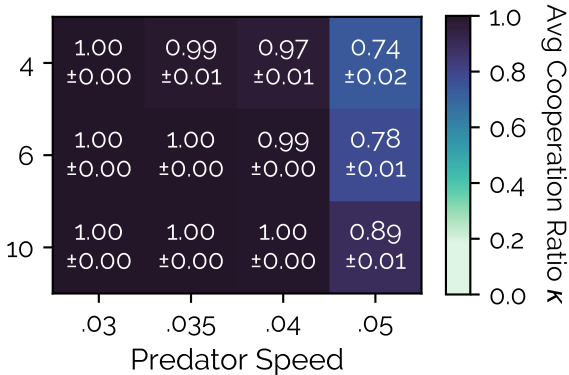 4
1.00 0.99 0.97 0.74
±0.00 ±0.01 ±0.01 ±0.02
6
1.00 1.00 0.99 0.78
±0.00 ±0.00 ±0.00 ±0.01
10
1.00 1.00 1.00 0.89
±0.00 ±0.00 ±0.00 ±0.01
.03 .035 .04 .05
Predator Speed
1.0
0.8
0.6
0.4
0.2
0.0
Avg Cooperation Ratio κ